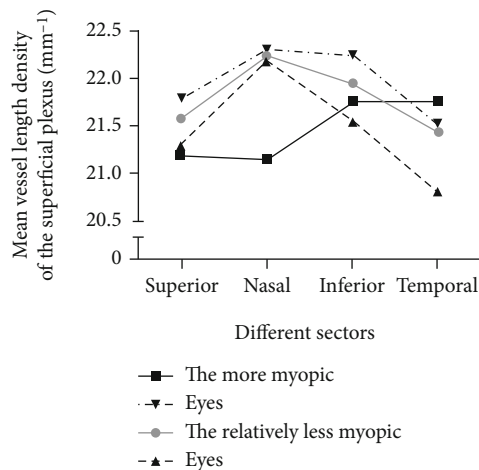 Mean vessel length density
of the superficial plexus (mm⁻¹)
22.5
22.0
21.5
21.0
20.5
0
Superior Nasal Inferior Temporal
Different sectors
The more myopic
Eyes
The relatively less myopic
Eyes